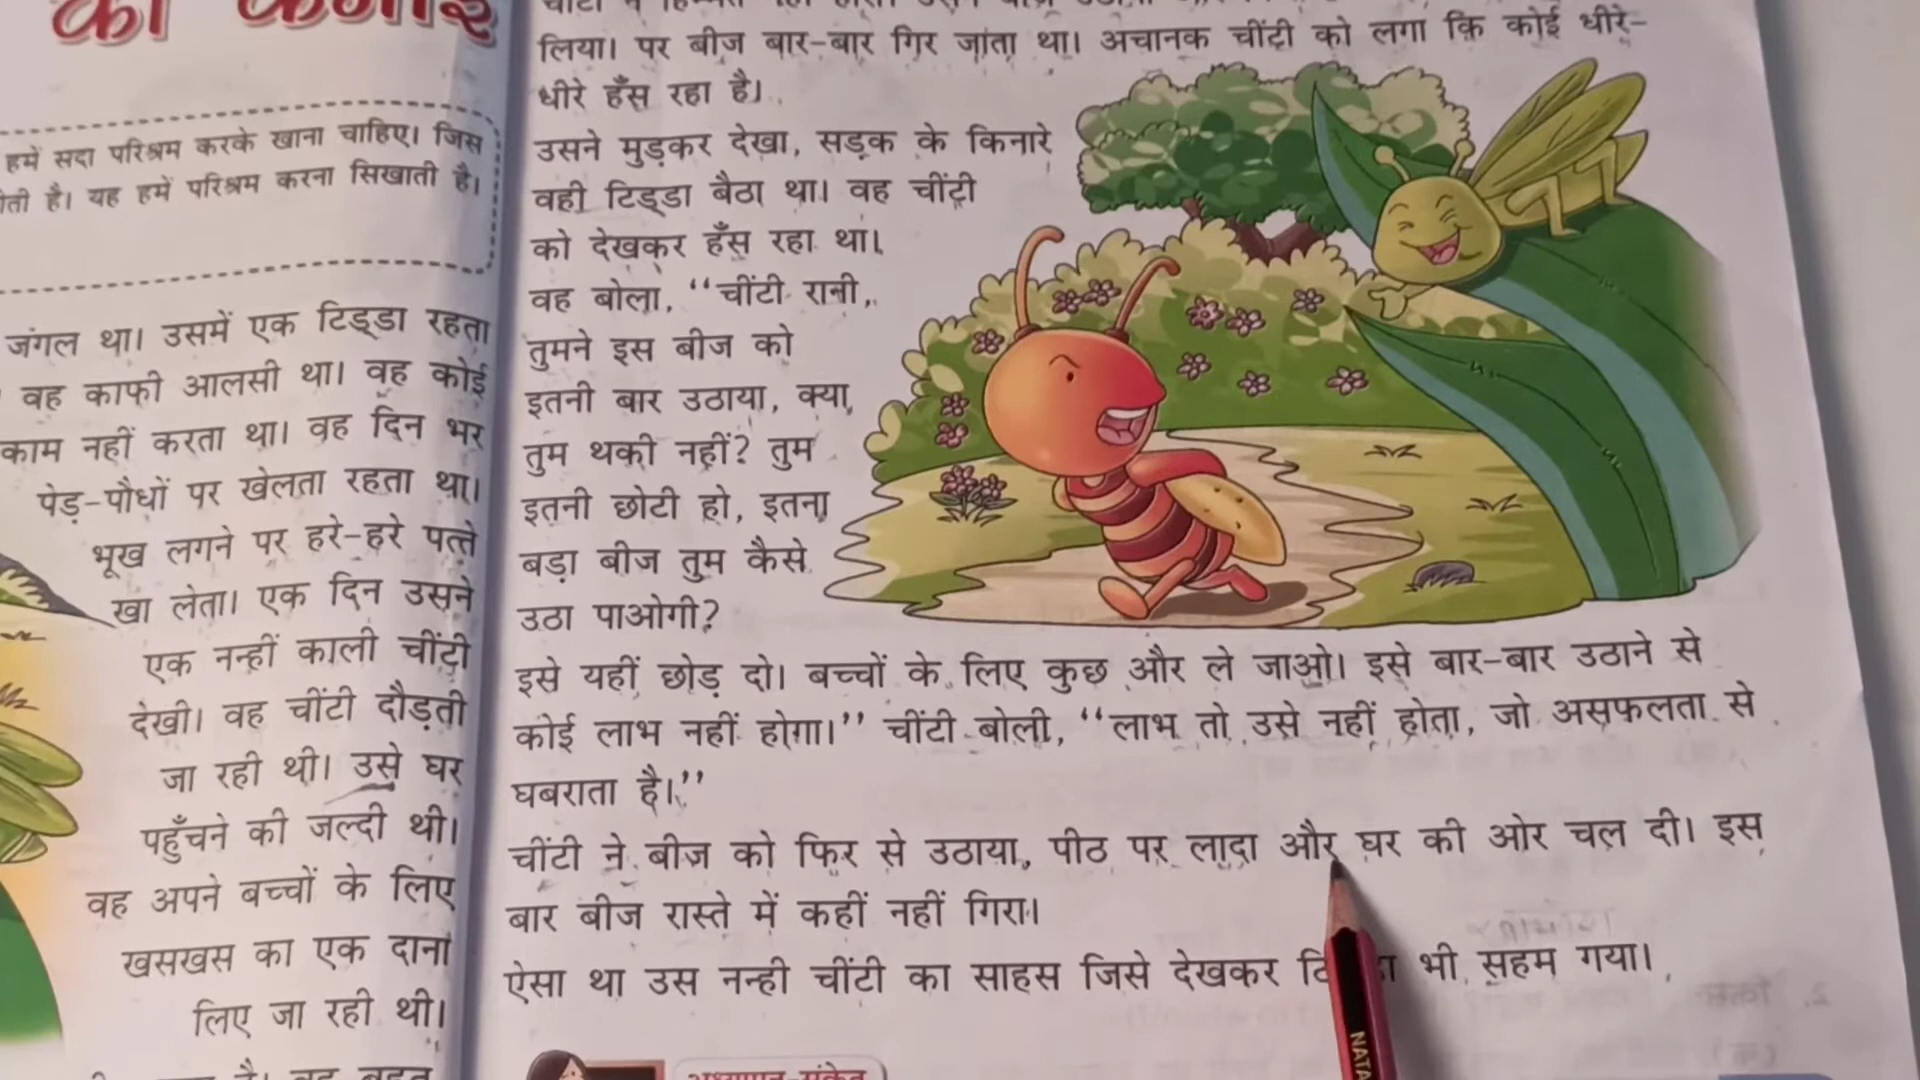 की कमाई
हमें सदा परिश्रम करके खाना चाहिए। जिस
है। यह हमें परिश्रम करना सिखाती है।
जंगल था। उसमें एक टिड्डा रहता
वह काफी आलसी था। वह कोई
काम नहीं करता था। वह दिन भर
पेड़-पौधों पर खेलता रहता था।
भूख लगने पर हरे-हरे पत्ते
खा लेता। एक दिन उसने
एक नन्हीं काली चींटी
देखी। वह चींटी दौड़ती
जा रही थी। उसे घर
पहुँचने की जल्दी थी।
वह अपने बच्चों के लिए
खसखस का एक दाना
लिए जा रही थी।
लिया। पर बीज बार-बार गिर जाता था। अचानक चींटी को लगा कि कोई धीरे-
धीरे हँस रहा है।
उसने मुड़कर देखा, सड़क के किनारे
वही टिड्डा बैठा था। वह चींटी
को देखकर हँस रहा था।
वह बोला, ‘‘चींटी रानी,
तुमने इस बीज को
इतनी बार उठाया, क्या
तुम थकी नहीं? तुम
इतनी छोटी हो, इतना
बड़ा बीज तुम कैसे
उठा पाओगी?
इसे यहीं छोड़ दो। बच्चों के लिए कुछ और ले जाओ। इसे बार-बार उठाने से
कोई लाभ नहीं होगा।’’ चींटी बोली, ‘‘लाभ तो उसे नहीं होता, जो असफलता से
घबराता है।’’
चींटी ने बीज को फिर से उठाया, पीठ पर लादा और घर की ओर चल दी। इस
बार बीज रास्ते में कहीं नहीं गिरा।
ऐसा था उस नन्ही चींटी का साहस जिसे देखकर भी सहम गया।
अध्यापन-संकेत
NATA